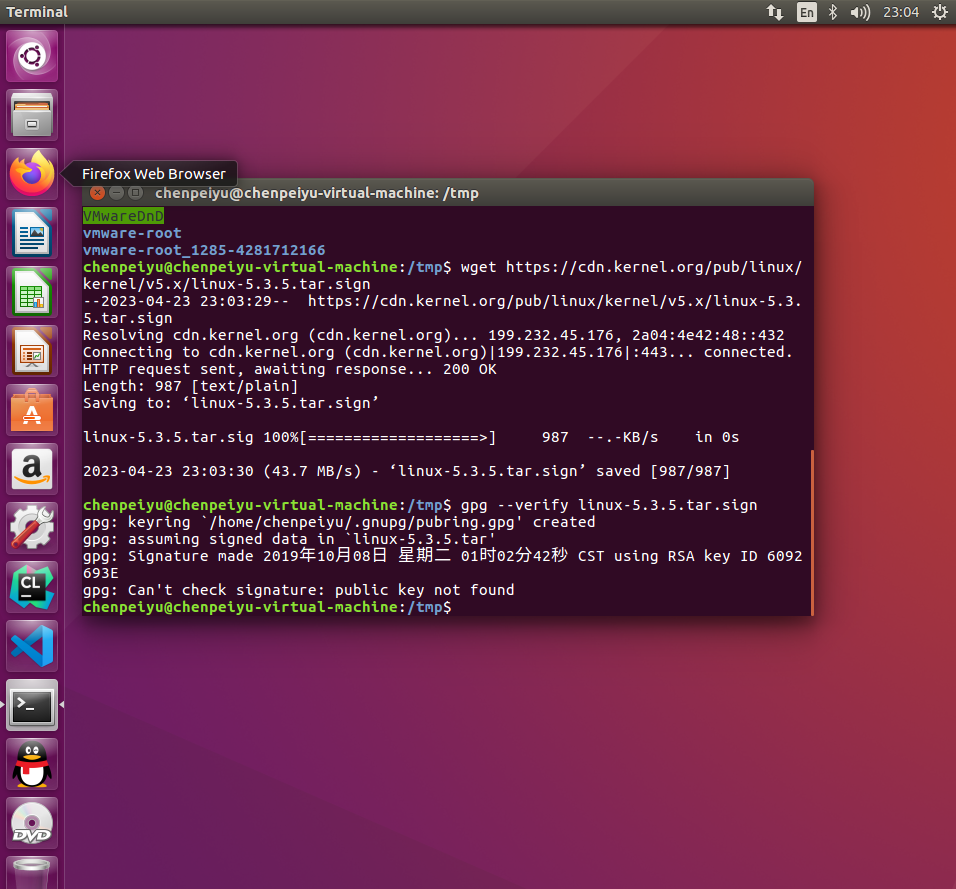 Terminal
En
23:04
Firefox Web Browser
chenpeiyu@chenpeiyu-virtual-machine: /tmp
VMwareDnD
vmware-root
vmware-root_1285-4281712166
chenpeiyu@chenpeiyu-virtual-machine:/tmp$ wget https://cdn.kernel.org/pub/linux/
kernel/v5.x/linux-5.3.5.tar.sign
--2023-04-23 23:03:29--  https://cdn.kernel.org/pub/linux/kernel/v5.x/linux-5.3.
5.tar.sign
Resolving cdn.kernel.org (cdn.kernel.org)... 199.232.45.176, 2a04:4e42:48::432
Connecting to cdn.kernel.org (cdn.kernel.org)|199.232.45.176|:443... connected.
HTTP request sent, awaiting response... 200 OK
Length: 987 [text/plain]
Saving to: ‘linux-5.3.5.tar.sign’
linux-5.3.5.tar.sig 100%[===================>]     987  --.-KB/s    in 0s
2023-04-23 23:03:30 (43.7 MB/s) - ‘linux-5.3.5.tar.sign’ saved [987/987]
chenpeiyu@chenpeiyu-virtual-machine:/tmp$ gpg --verify linux-5.3.5.tar.sign
gpg: keyring `/home/chenpeiyu/.gnupg/pubring.gpg' created
gpg: assuming signed data in `linux-5.3.5.tar'
gpg: Signature made 2019年10月08日 星期二 01时02分42秒 CST using RSA key ID 6092
693E
gpg: Can't check signature: public key not found
chenpeiyu@chenpeiyu-virtual-machine:/tmp$
A
a
CL
>_
DVD